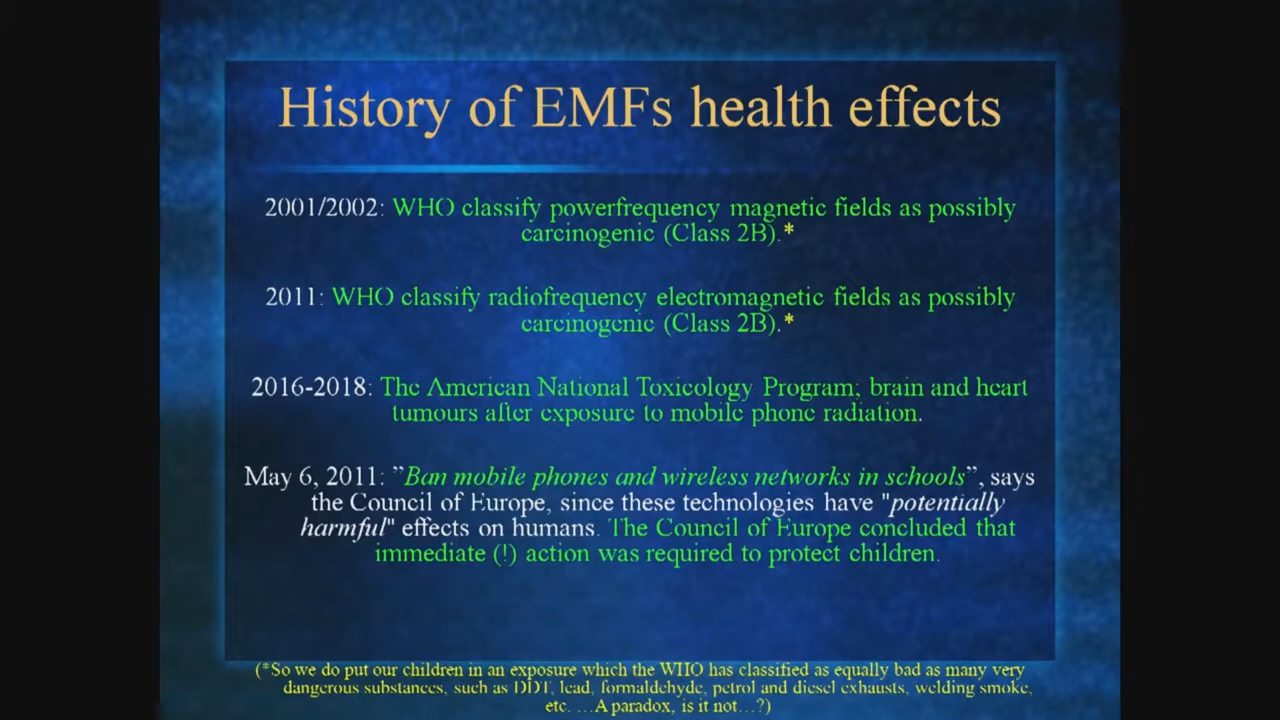 History of EMFs health effects
2001/2002: WHO classify powerfrequency magnetic fields as possibly
carcinogenic (Class 2B).*
2011: WHO classify radiofrequency electromagnetic fields as possibly
carcinogenic (Class 2B).*
2016-2018: The American National Toxicology Program; brain and heart
tumours after exposure to mobile phone radiation.
May 6, 2011: ”Ban mobile phones and wireless networks in schools”, says
the Council of Europe, since these technologies have "potentially
harmful" effects on humans. The Council of Europe concluded that
immediate (!) action was required to protect children.
(*So we do put our children in an exposure which the WHO has classified as equally bad as many very
dangerous substances, such as DDT, lead, formaldehyde, petrol and diesel exhausts, welding smoke,
etc. …A paradox, is it not…?)